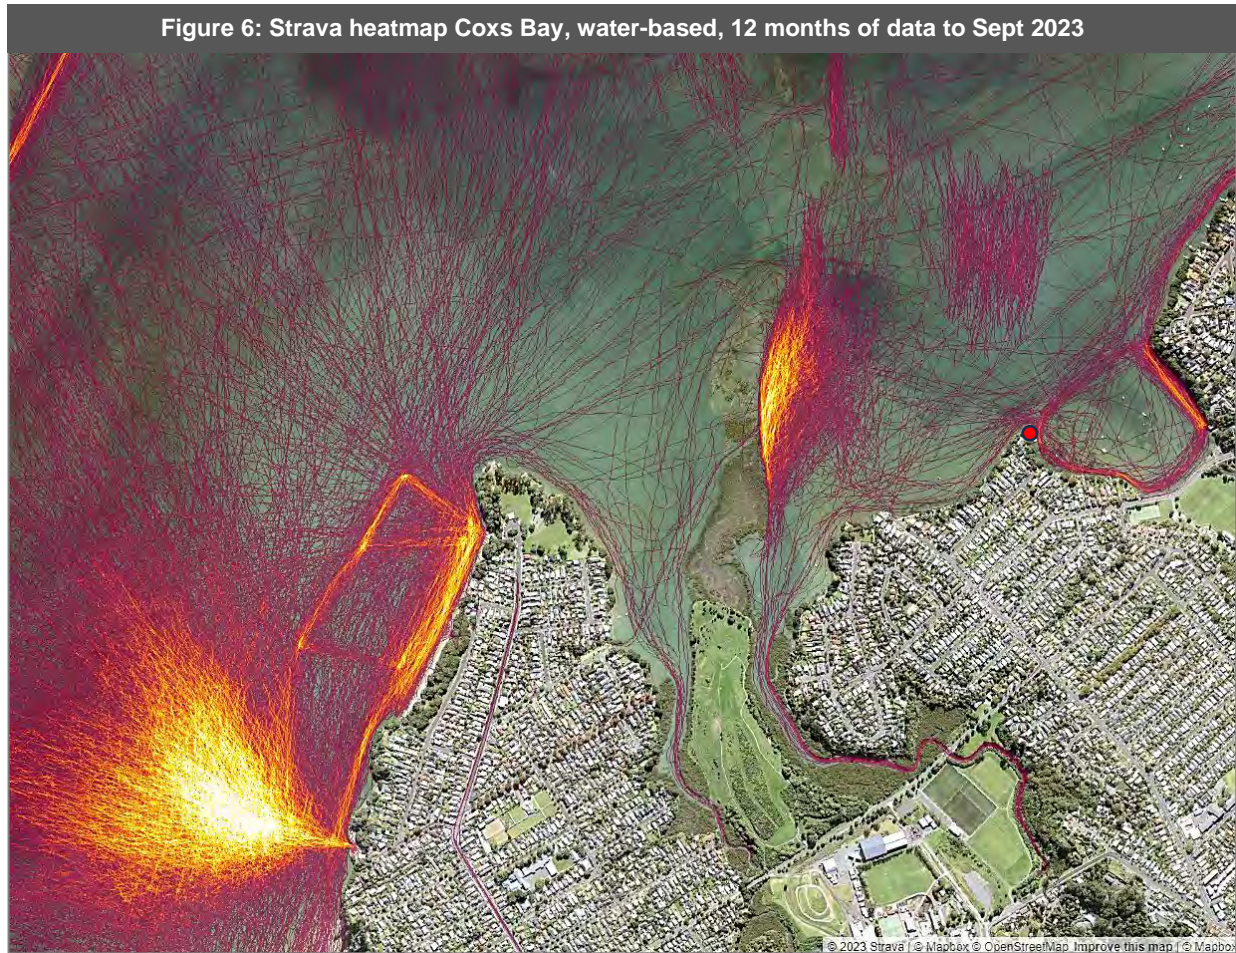 Figure 6: Strava heatmap Coxs Bay, water-based, 12 months of data to Sept 2023
© 2023 Strava | © Mapbox © OpenStreetMap Improve this map | © Mapbox